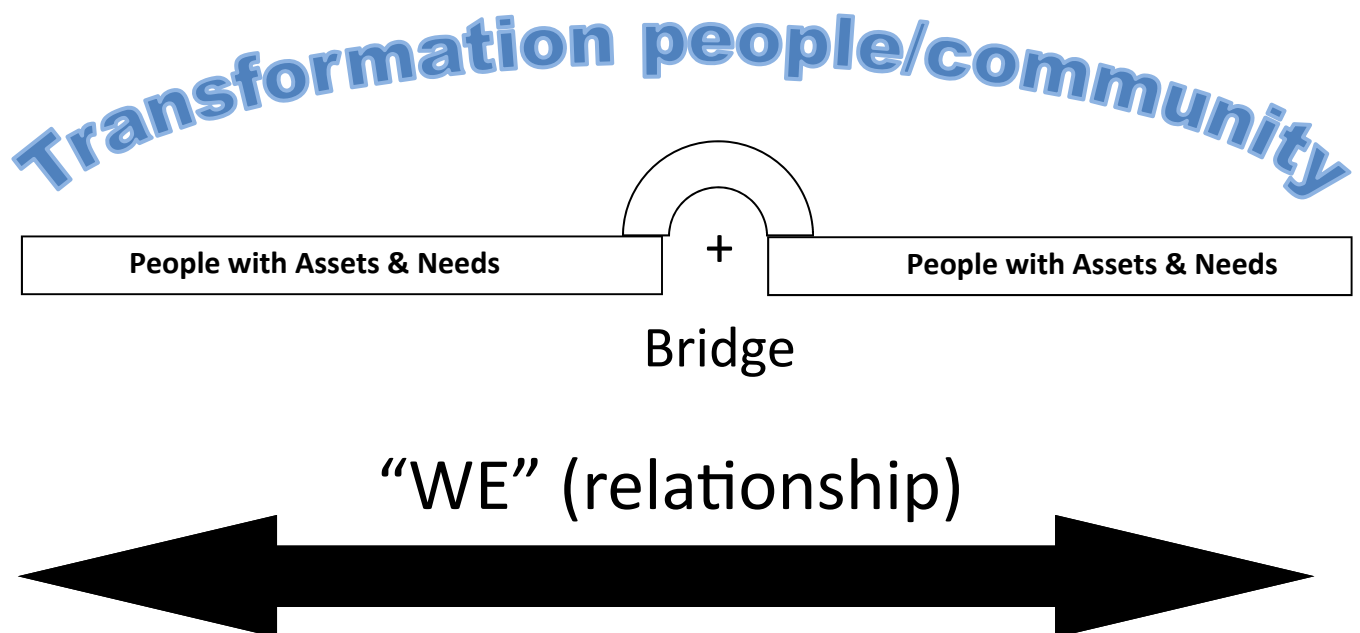 Transformation people/community
People with Assets & Needs
+
People with Assets & Needs
Bridge
“WE” (relationship)